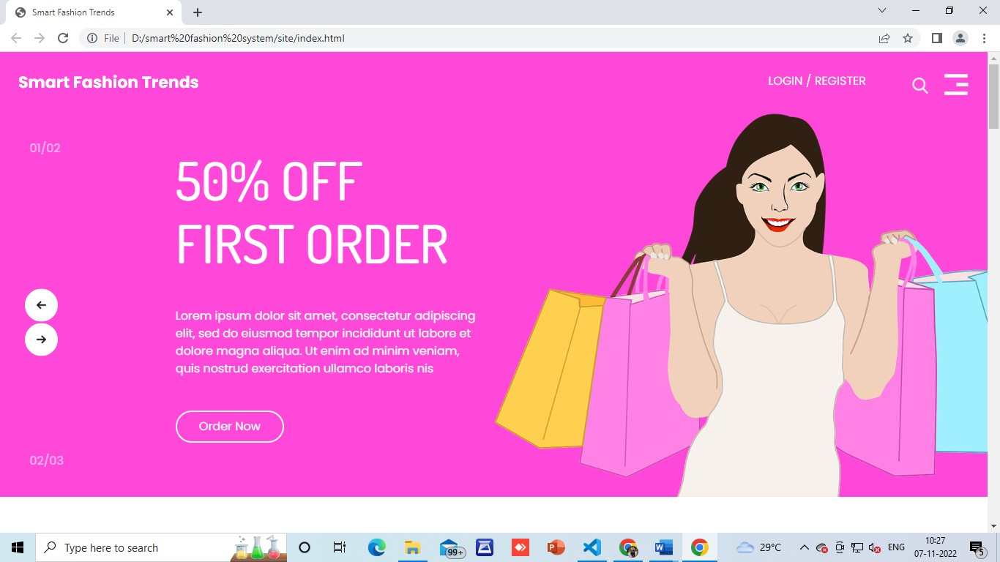 Smart Fashion Trends
File
D:/smart%20fashion%20system/site/index.html
Smart Fashion Trends
LOGIN / REGISTER
01/02
50% OFF
FIRST ORDER
Lorem ipsum dolor sit amet, consectetur adipiscing
elit, sed do eiusmod tempor incididunt ut labore et
dolore magna aliqua. Ut enim ad minim veniam,
quis nostrud exercitation ullamco laboris nis
Order Now
02/03
Type here to search
99+
29°C
ENG
10:27
07-11-2022
5